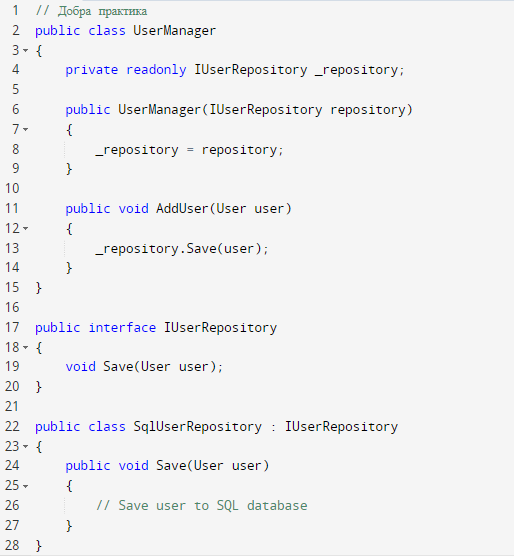 1 // Добра практика
2 public class UserManager
3 {
4     private readonly IUserRepository _repository;
5
6     public UserManager(IUserRepository repository)
7     {
8         _repository = repository;
9     }
10
11     public void AddUser(User user)
12     {
13         _repository.Save(user);
14     }
15 }
16
17 public interface IUserRepository
18 {
19     void Save(User user);
20 }
21
22 public class SqlUserRepository : IUserRepository
23 {
24     public void Save(User user)
25     {
26         // Save user to SQL database
27     }
28 }